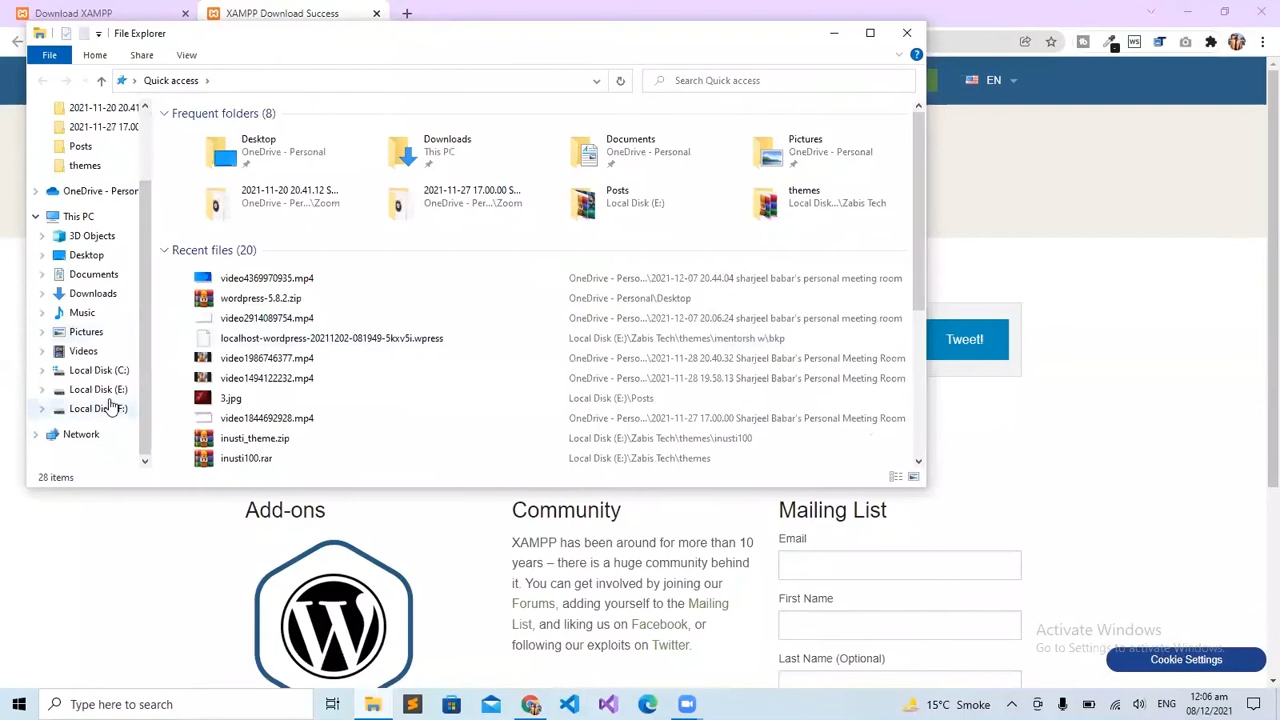 Download XAMPP
XAMPP Download Success
File Explorer
File
Home
Share
View
Quick access
Search Quick access
EN
2021-11-20 20.41
2021-11-27 17.00
Posts
themes
OneDrive - Person
This PC
3D Objects
Desktop
Documents
Downloads
Music
Pictures
Videos
Local Disk (C:)
Local Disk (E:)
Local Disk (F:)
Network
Frequent folders (8)
Desktop
OneDrive - Personal
Downloads
This PC
Documents
OneDrive - Personal
Pictures
OneDrive - Personal
2021-11-20 20.41.12 S...
OneDrive - Per...\Zoom
2021-11-27 17.00.00 S...
OneDrive - Per...\Zoom
Posts
Local Disk (E:)
themes
Local Disk...\Zabis Tech
Recent files (20)
video4369970935.mp4 OneDrive - Perso...\2021-12-07 20.44.04 sharjeel babar's personal meeting room
wordpress-5.8.2.zip OneDrive - Personal\Desktop
video2914089754.mp4 OneDrive - Perso...\2021-12-07 20.06.24 sharjeel babar's personal meeting room
localhost-wordpress-20211202-081949-5kxv5i.wpress Local Disk (E:)\Zabis Tech\themes\mentorsh w\bkp
video1986746377.mp4 OneDrive - Perso...\2021-11-28 20.40.32 Sharjeel Babar's Personal Meeting Room
video1494122232.mp4 OneDrive - Perso...\2021-11-28 19.58.13 Sharjeel Babar's Personal Meeting Room
3.jpg Local Disk (E:)\Posts
video1844692928.mp4 OneDrive - Perso...\2021-11-27 17.00.00 Sharjeel Babar's Personal Meeting Room
inusti_theme.zip Local Disk (E:)\Zabis Tech\themes\inusti100
inusti100.rar Local Disk (E:)\Zabis Tech\themes
28 items
Tweet!
Add-ons
Community
XAMPP has been around for more than 10
years – there is a huge community behind
it. You can get involved by joining our
Forums, adding yourself to the Mailing
List, and liking us on Facebook, or
following our exploits on Twitter.
Mailing List
Email
First Name
Last Name (Optional)
Activate Windows
Go to Settings to activate Windows.
Cookie Settings
Type here to search
15°C Smoke
ENG
12:06 am
08/12/2021